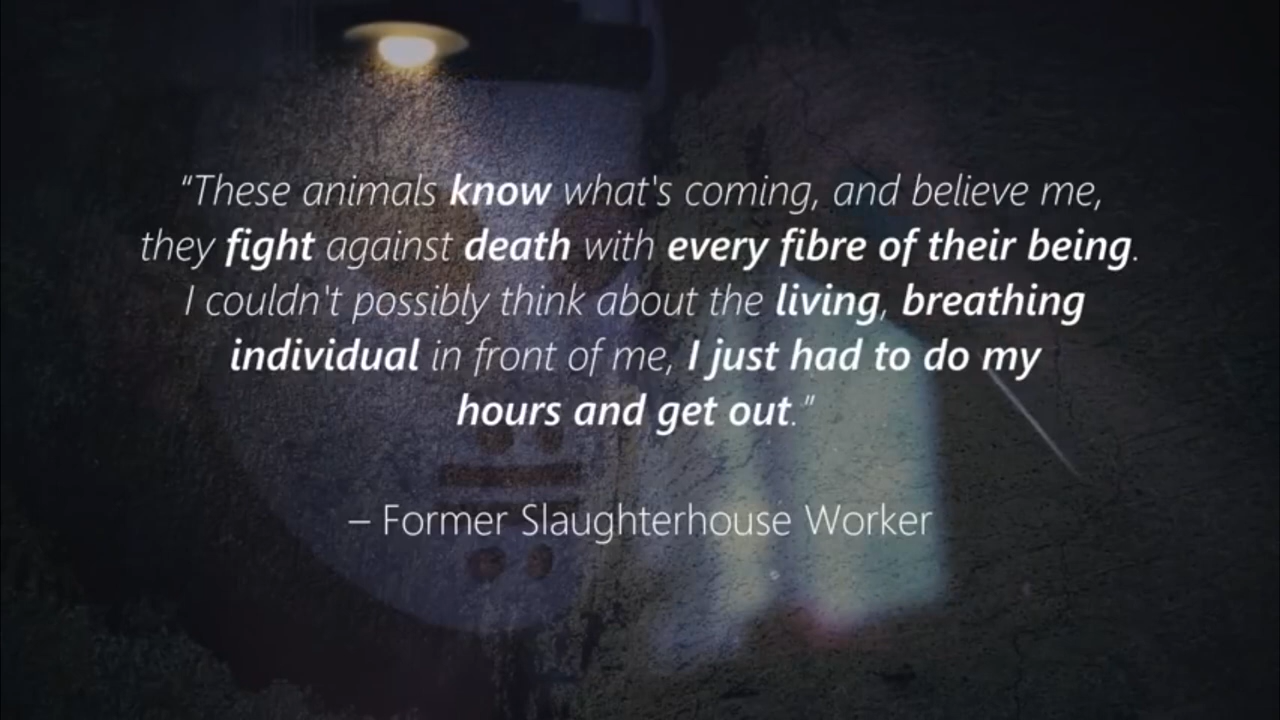 "These animals know what's coming, and believe me,
they fight against death with every fibre of their being.
I couldn't possibly think about the living, breathing
individual in front of me, I just had to do my
hours and get out."
– Former Slaughterhouse Worker